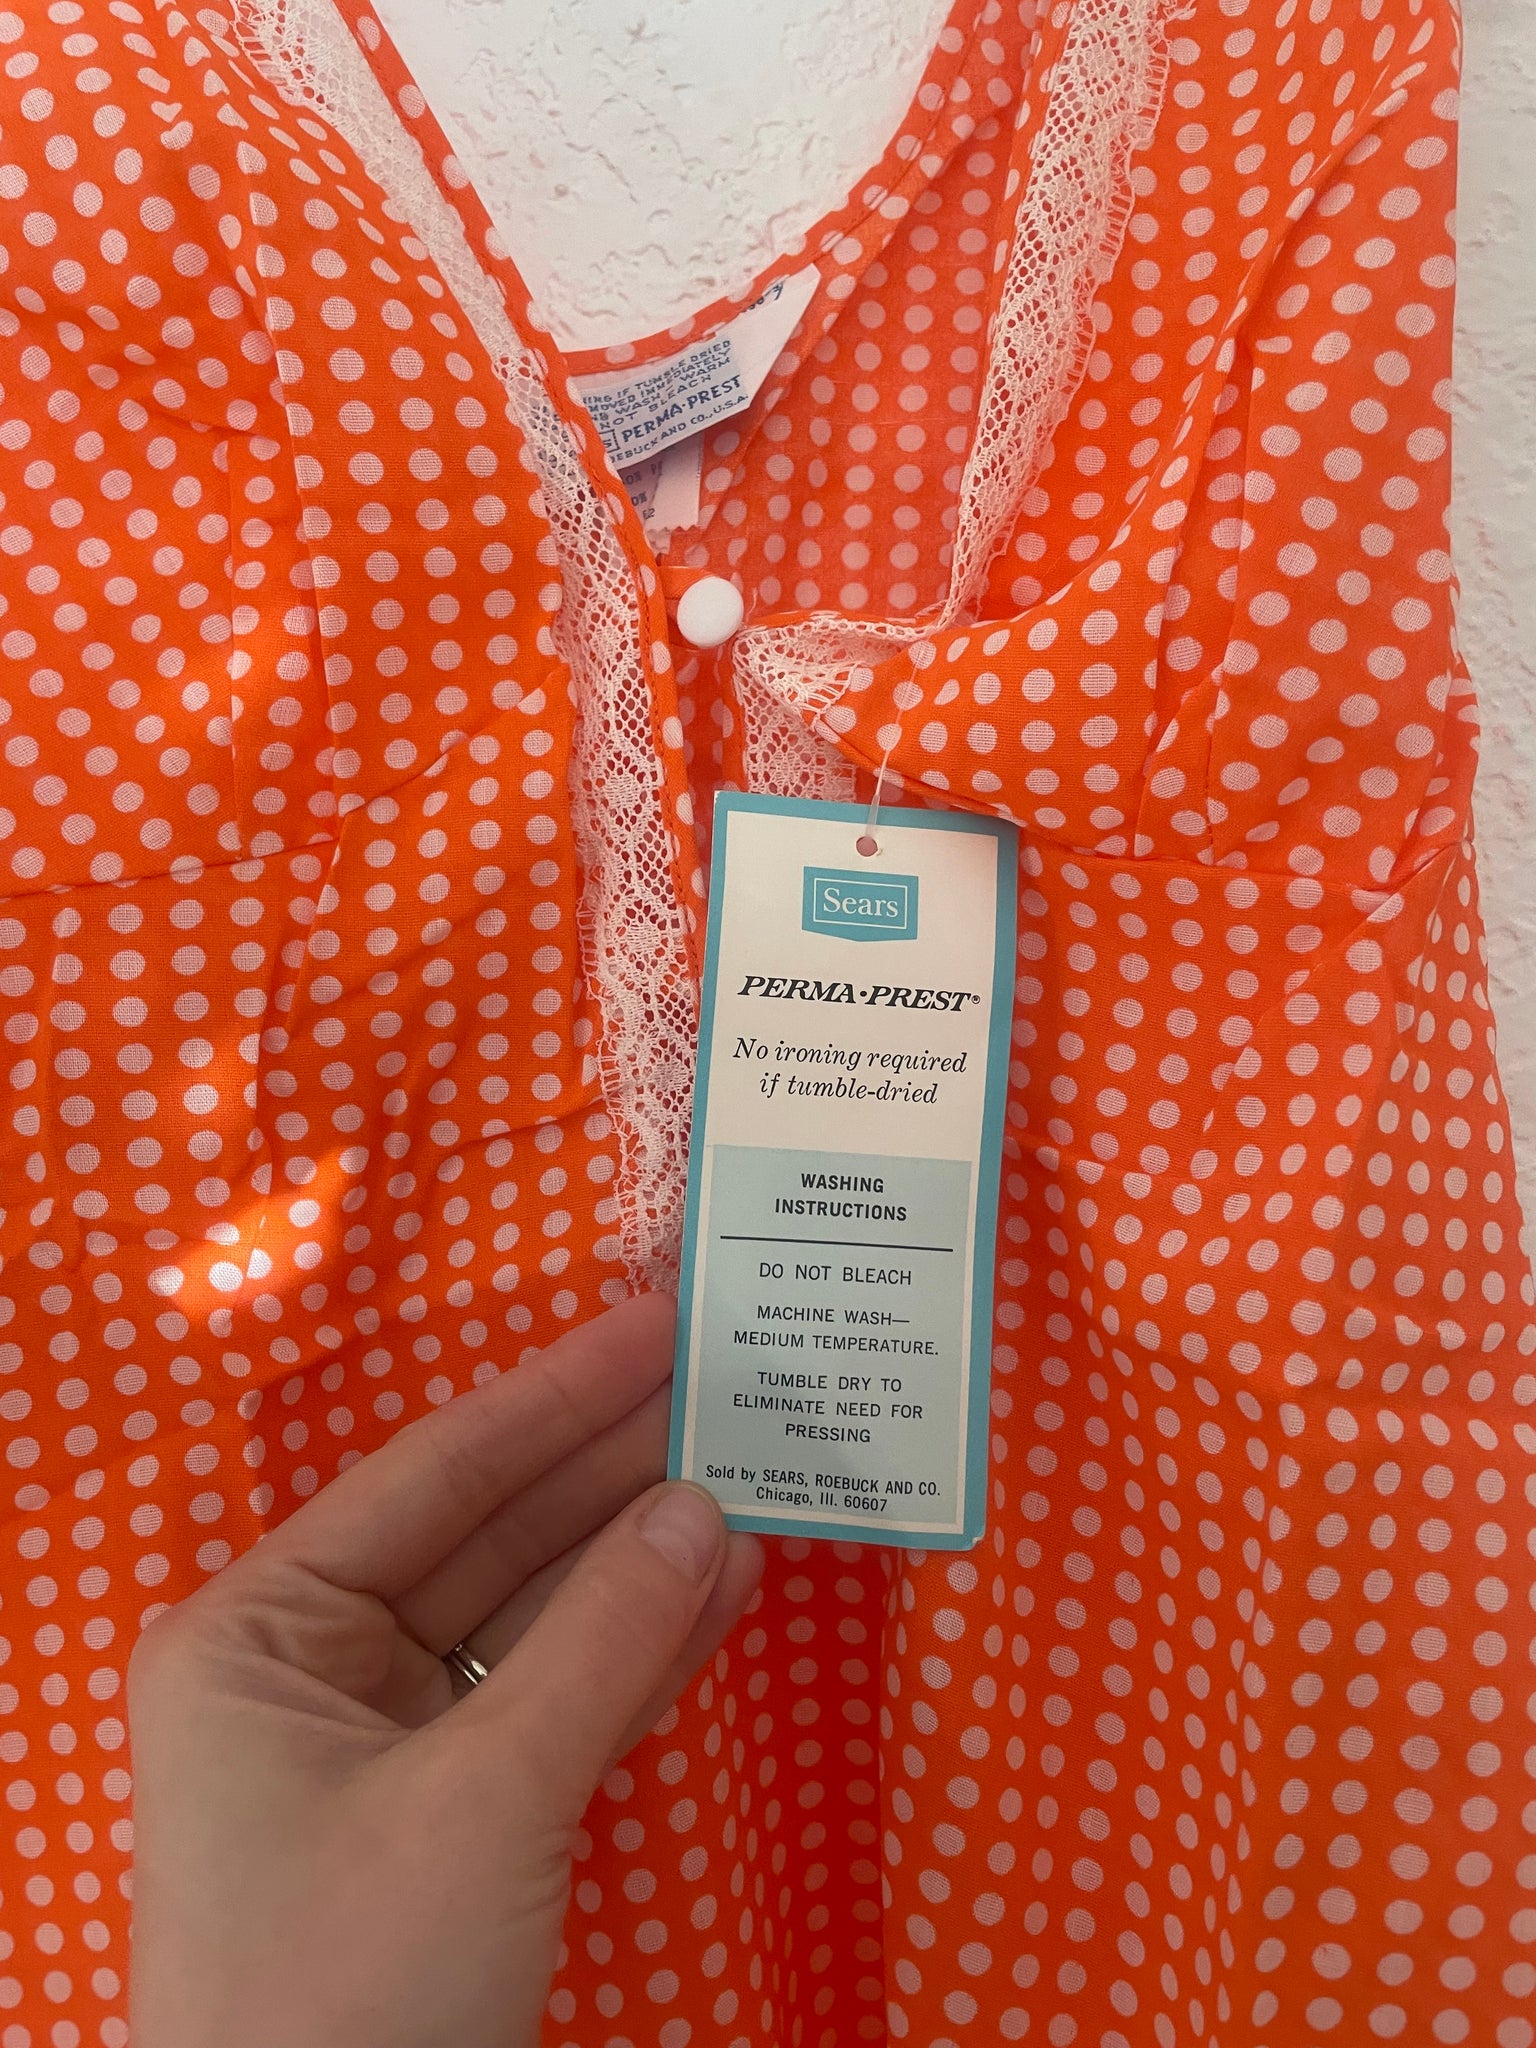 TUMBLE DRIED
IMMEDIATELY
WASH, WARM
NOT BLEACH
PERMA·PREST
AND CO., U.S.A.
Sears
PERMA·PREST®
No ironing required
if tumble-dried
WASHING
INSTRUCTIONS
DO NOT BLEACH
MACHINE WASH—
MEDIUM TEMPERATURE.
TUMBLE DRY TO
ELIMINATE NEED FOR
PRESSING
Sold by SEARS, ROEBUCK AND CO.
Chicago, Ill. 60607